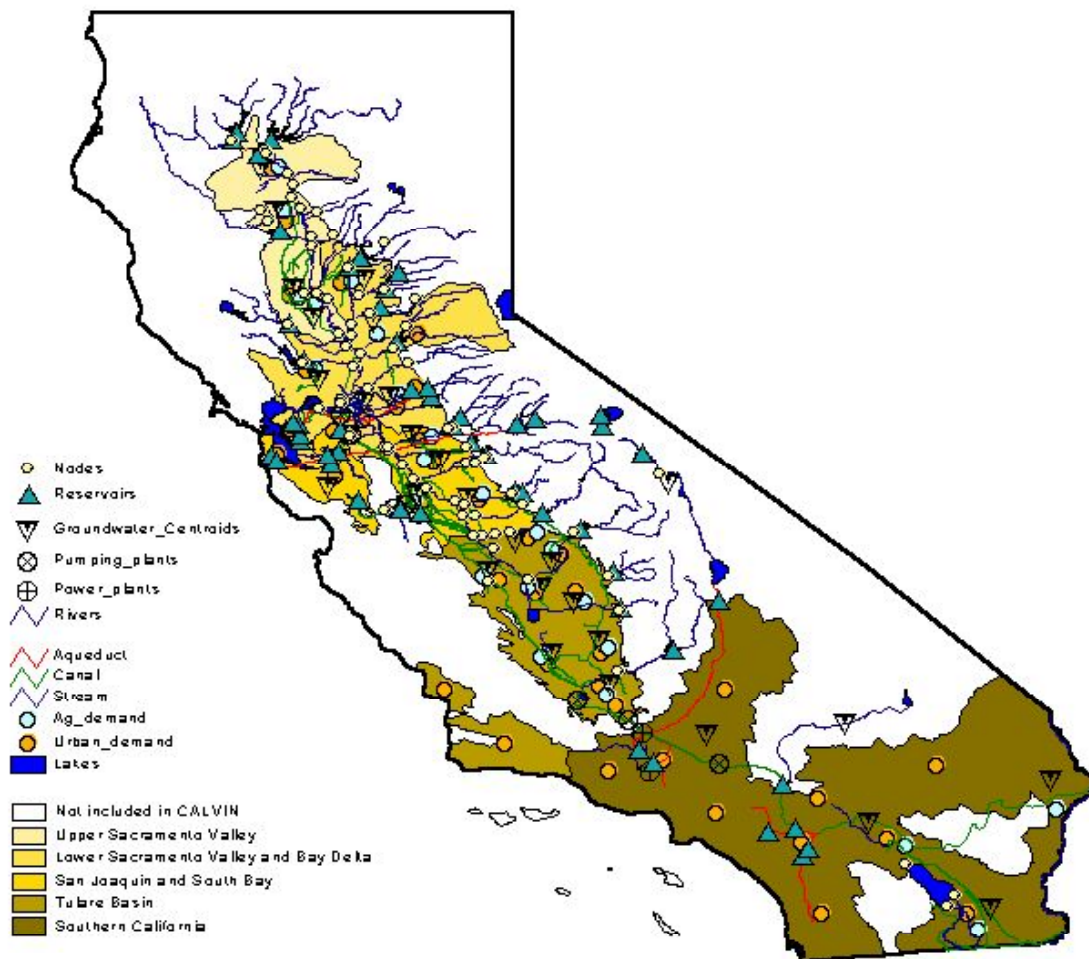 Nodes
Reservoirs
Groundwater_Centroids
Pumping_plants
Power_plants
Rivers
Aqueduct
Canal
Stream
Ag_demand
Urban_demand
Lakes
Not included in CALVIN
Upper Sacramento Valley
Lower Sacramento Valley and Bay Delta
San Joaquin and South Bay
Tulare Basin
Southern California